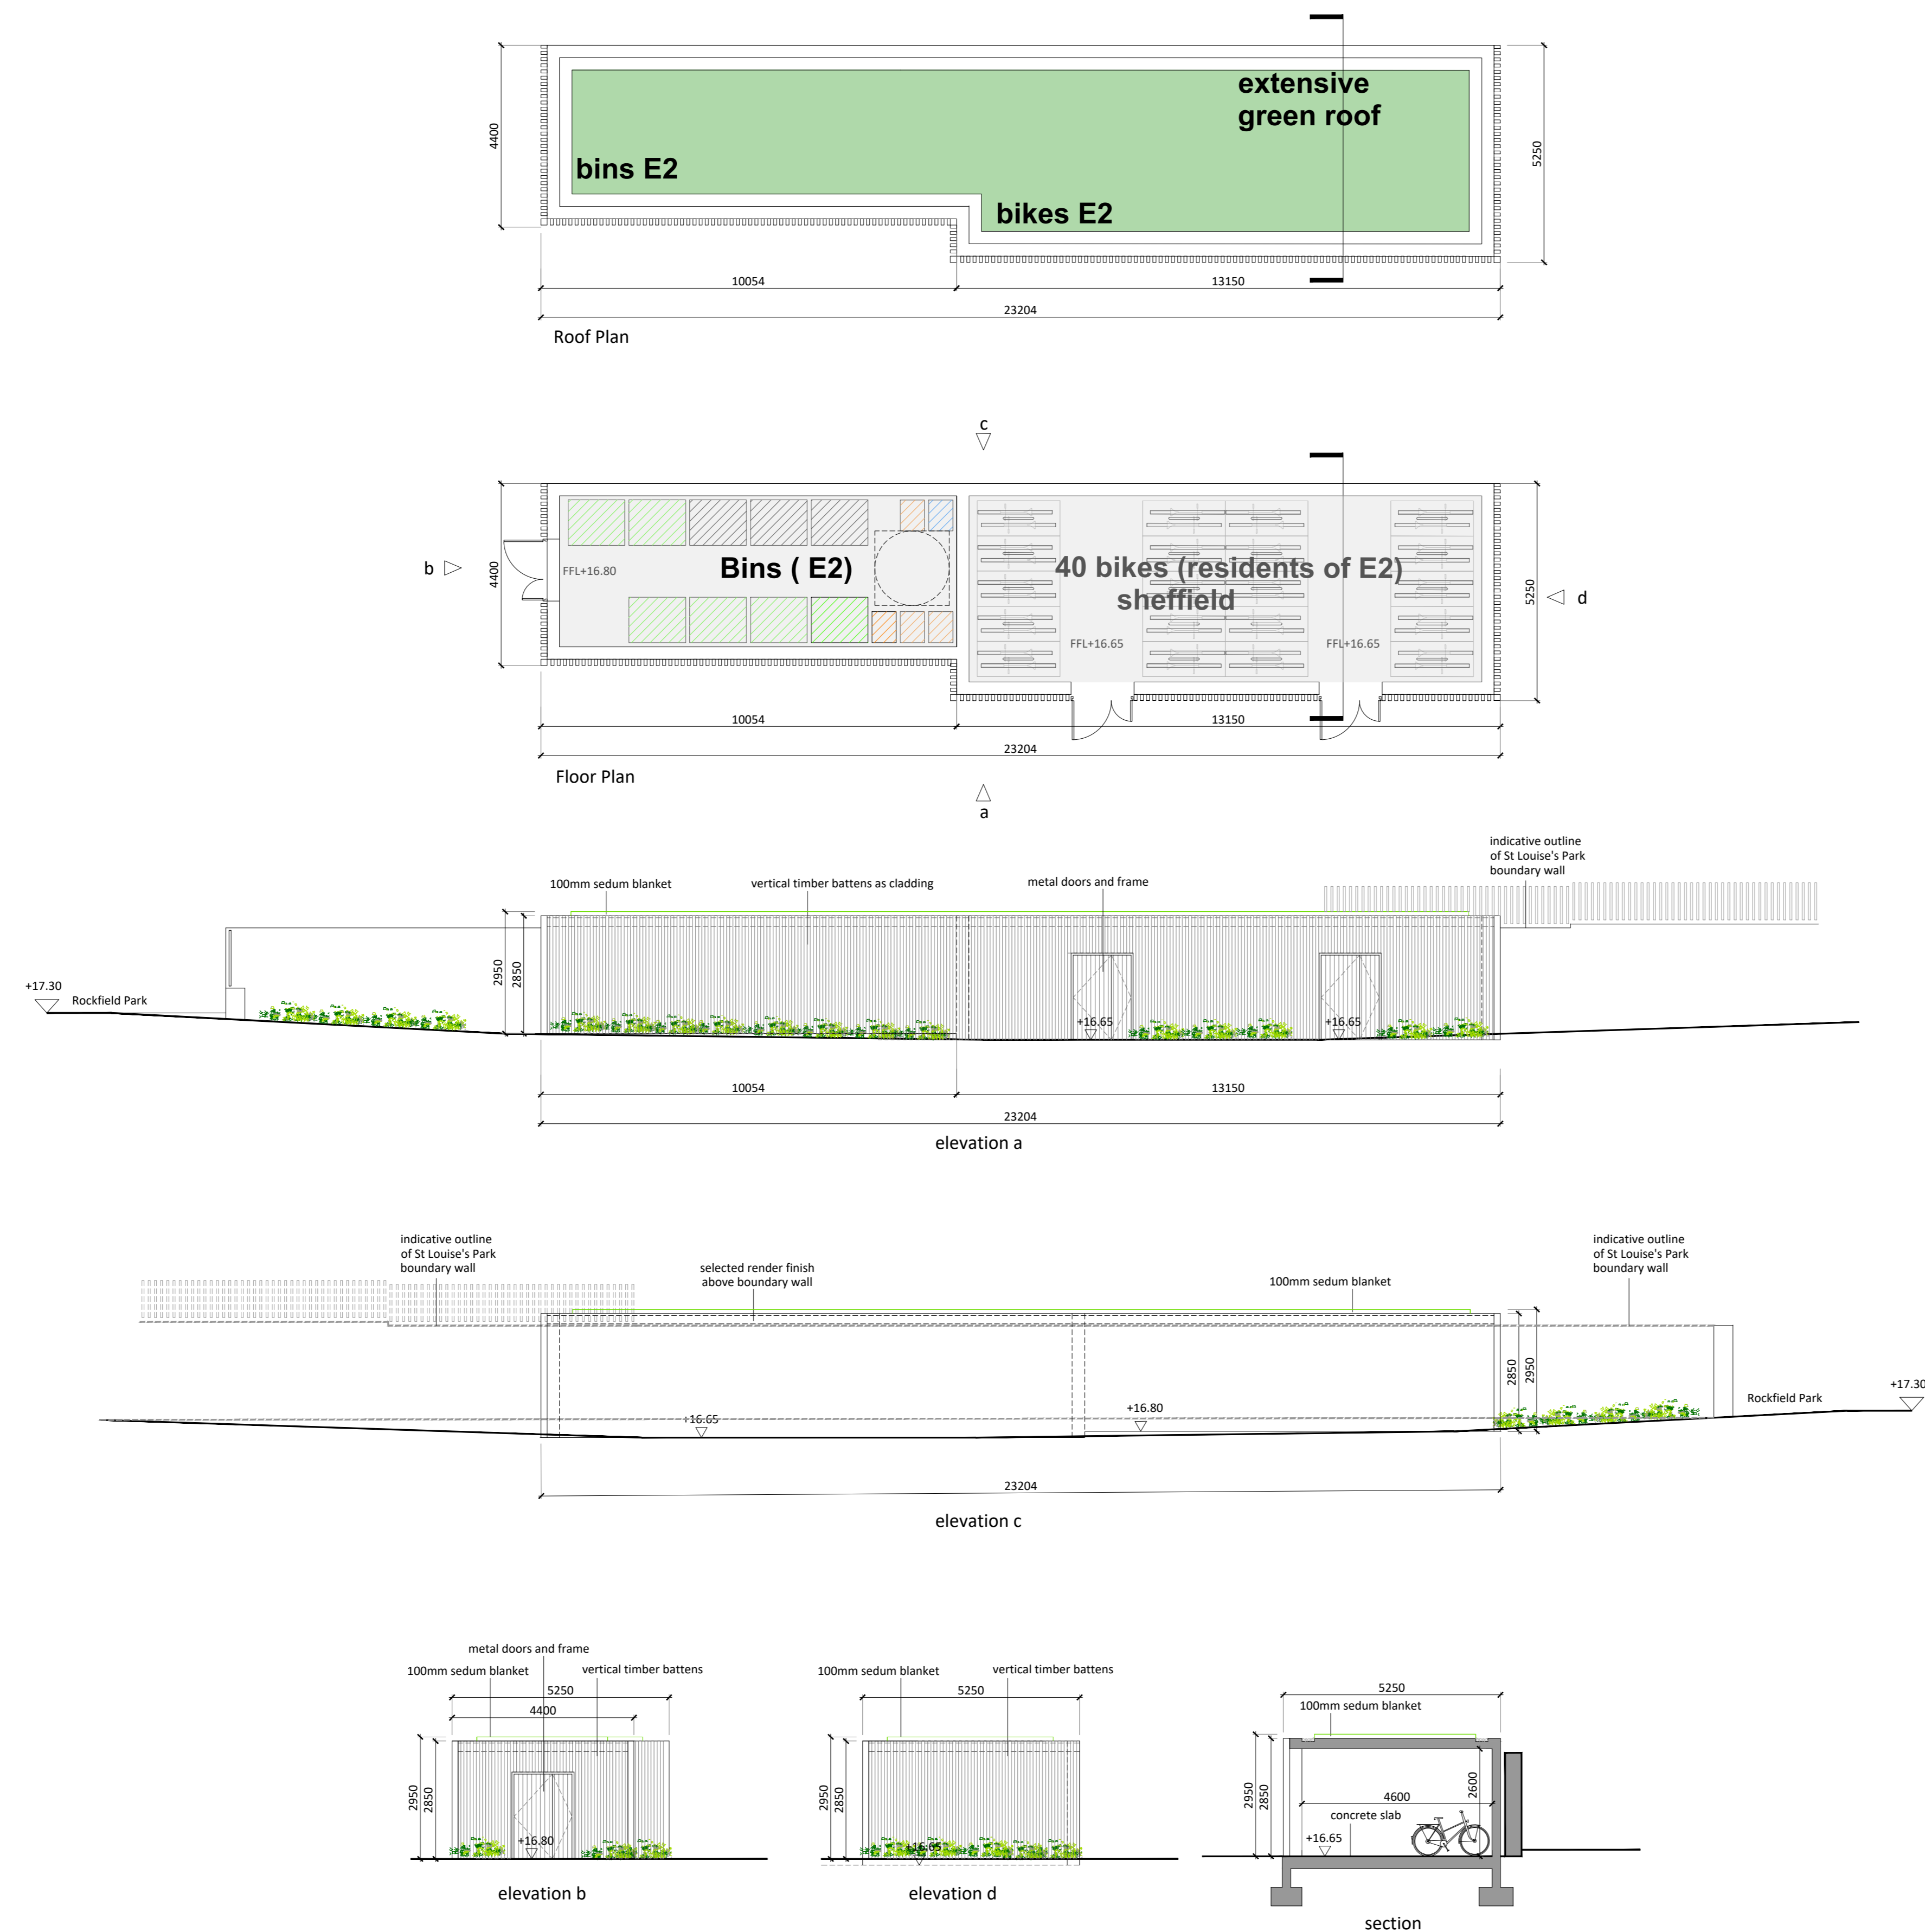 extensive
green roof
4400
5250
bins E2
bikes E2
10054
13150
23204
Roof Plan
c
b
4400
FFL+16.80
Bins ( E2)
40 bikes (residents of E2)
sheffield
FFL+16.65
FFL+16.65
5250
d
10054
13150
23204
Floor Plan
a
indicative outline
of St Louise's Park
boundary wall
100mm sedum blanket
vertical timber battens as cladding
metal doors and frame
2950
2850
+17.30
Rockfield Park
+16.65
+16.65
10054
13150
23204
elevation a
indicative outline
of St Louise's Park
boundary wall
selected render finish
above boundary wall
100mm sedum blanket
indicative outline
of St Louise's Park
boundary wall
2850
2950
Rockfield Park
+17.30
+16.65
+16.80
23204
elevation c
metal doors and frame
100mm sedum blanket
vertical timber battens
5250
4400
2950
2850
+16.80
elevation b
100mm sedum blanket
vertical timber battens
5250
2950
2850
+16.65
elevation d
5250
100mm sedum blanket
2950
2850
2600
4600
concrete slab
+16.65
section